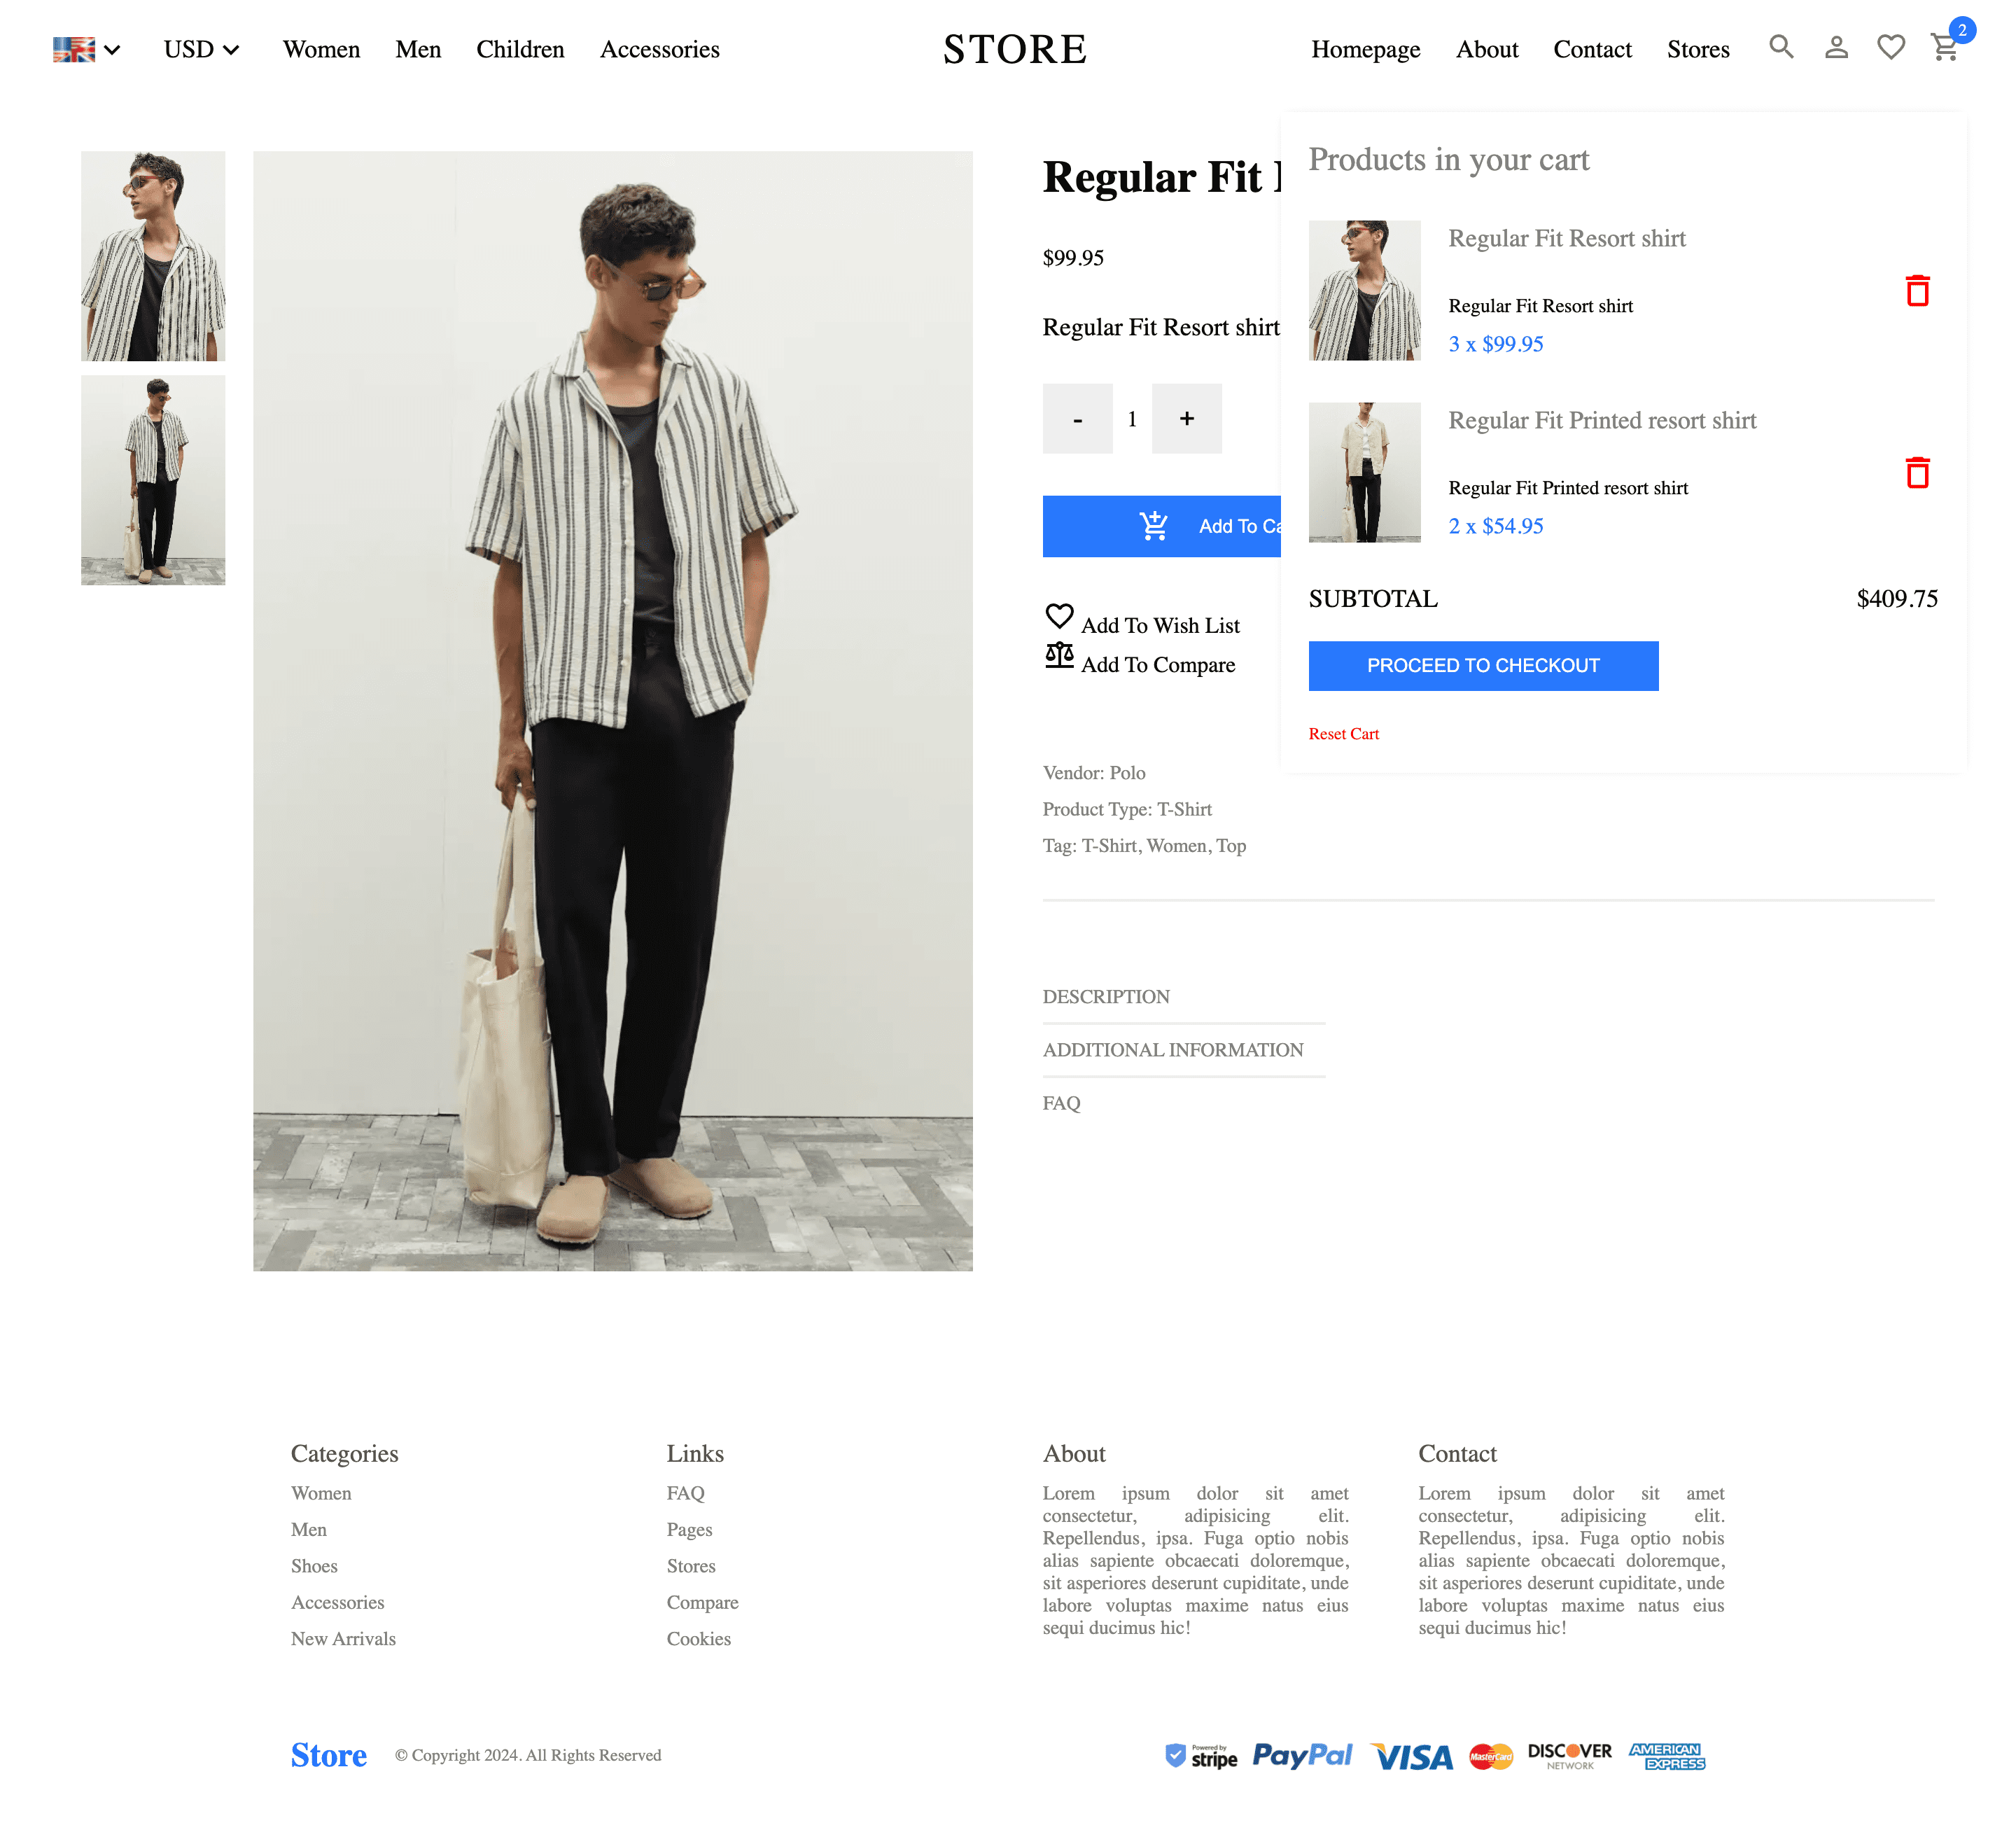 USD
Women
Men
Children
Accessories
STORE
Homepage
About
Contact
Stores
2
Regular Fit
$99.95
Regular Fit Resort shirt
-
1
+
Add To
Add To Wish List
Add To Compare
Vendor: Polo
Product Type: T-Shirt
Tag: T-Shirt, Women, Top
DESCRIPTION
ADDITIONAL INFORMATION
FAQ
Products in your cart
Regular Fit Resort shirt
Regular Fit Resort shirt
3 x $99.95
Regular Fit Printed resort shirt
Regular Fit Printed resort shirt
2 x $54.95
SUBTOTAL
$409.75
PROCEED TO CHECKOUT
Reset Cart
Categories
Women
Men
Shoes
Accessories
New Arrivals
Links
FAQ
Pages
Stores
Compare
Cookies
About
Lorem ipsum dolor sit amet
consectetur, adipisicing elit.
Repellendus, ipsa. Fuga optio nobis
alias sapiente obcaecati doloremque,
sit asperiores deserunt cupiditate, unde
labore voluptas maxime natus eius
sequi ducimus hic!
Contact
Lorem ipsum dolor sit amet
consectetur, adipisicing elit.
Repellendus, ipsa. Fuga optio nobis
alias sapiente obcaecati doloremque,
sit asperiores deserunt cupiditate, unde
labore voluptas maxime natus eius
sequi ducimus hic!
Store
© Copyright 2024. All Rights Reserved
Powered by
stripe
PayPal
VISA
MasterCard
DISCOVER
NETWORK
AMERICAN
EXPRESS